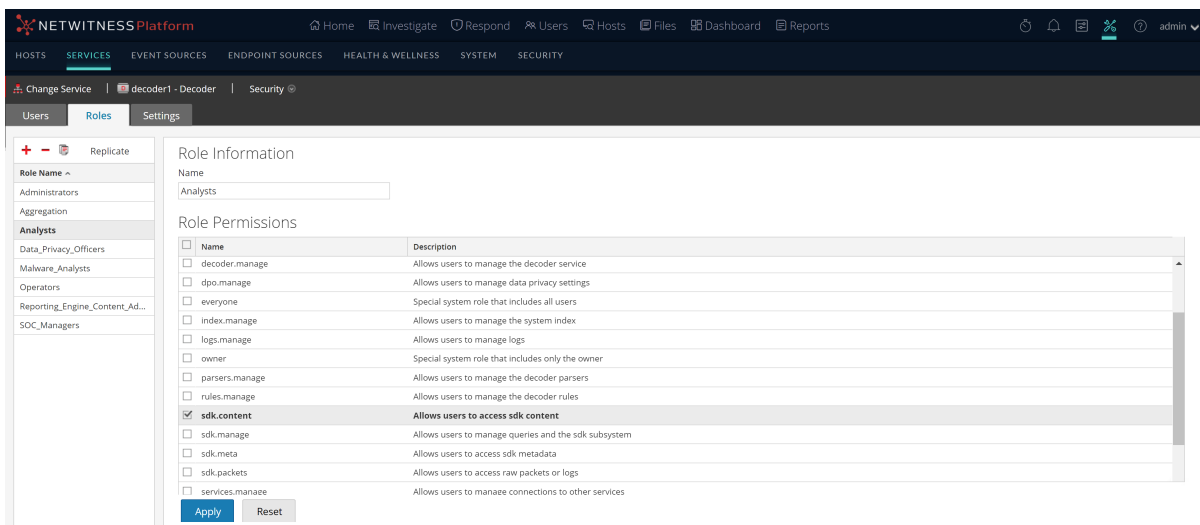 NETWITNESS Platform Home Investigate Respond Users Hosts Files Dashboard Reports admin
HOSTS SERVICES EVENT SOURCES ENDPOINT SOURCES HEALTH & WELLNESS SYSTEM SECURITY
Change Service | decoder1 - Decoder | Security
Users Roles Settings
Replicate
Role Name
Administrators
Aggregation
Analysts
Data_Privacy_Officers
Malware_Analysts
Operators
Reporting_Engine_Content_Ad...
SOC_Managers
Role Information
Name
Analysts
Role Permissions
Name Description
decoder.manage Allows users to manage the decoder service
dpo.manage Allows users to manage data privacy settings
everyone Special system role that includes all users
index.manage Allows users to manage the system index
logs.manage Allows users to manage logs
owner Special system role that includes only the owner
parsers.manage Allows users to manage the decoder parsers
rules.manage Allows users to manage the decoder rules
sdk.content Allows users to access sdk content
sdk.manage Allows users to manage queries and the sdk subsystem
sdk.meta Allows users to access sdk metadata
sdk.packets Allows users to access raw packets or logs
services.manage Allows users to manage connections to other services
Apply Reset